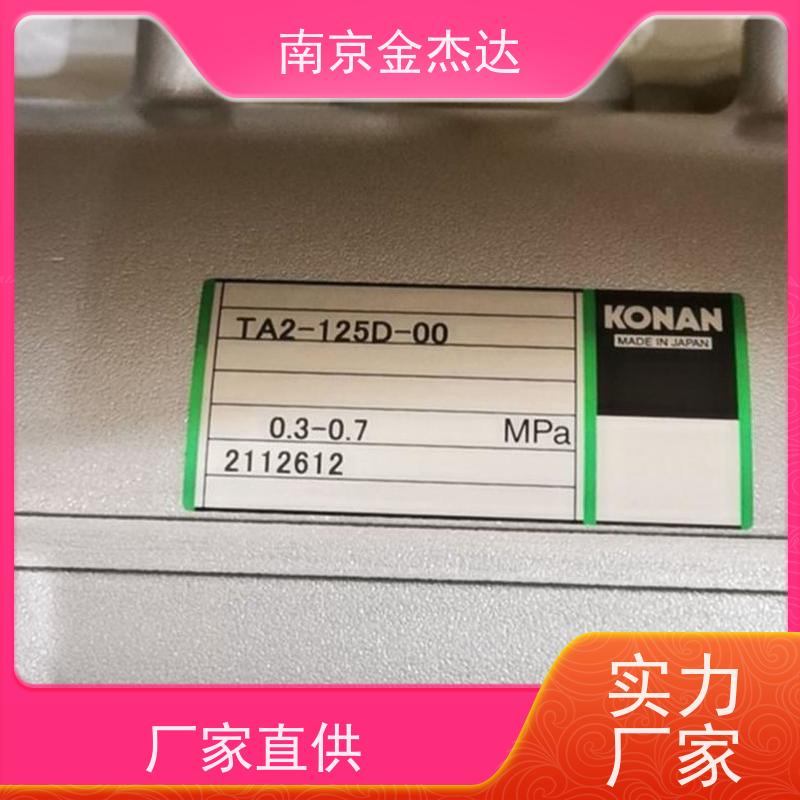 南京金杰达
TA2-125D-00
KONAN
MADE IN JAPAN
0.3-0.7 MPa
2112612
厂家直供
实力
厂家